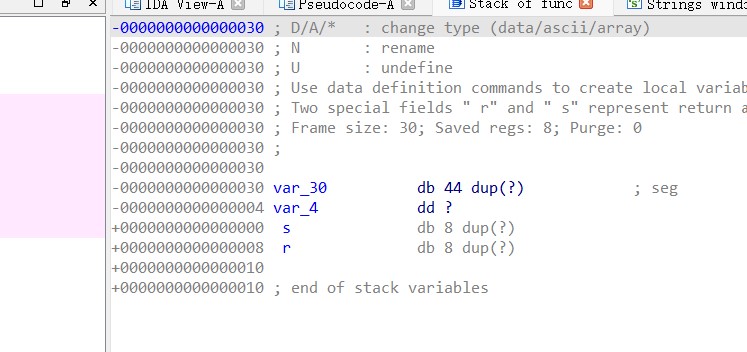 IDA View-A Pseudocode-A Stack of func Strings
-0000000000000030 ; D/A/* : change type (data/ascii/array)
-0000000000000030 ; N : rename
-0000000000000030 ; U : undefine
-0000000000000030 ; Use data definition commands to create local variab
-0000000000000030 ; Two special fields " r" and " s" represent return a
-0000000000000030 ; Frame size: 30; Saved regs: 8; Purge: 0
-0000000000000030 ;
-0000000000000030
-0000000000000030 var_30 db 44 dup(?) ; seg
-0000000000000004 var_4 dd ?
+0000000000000000 s db 8 dup(?)
+0000000000000008 r db 8 dup(?)
+0000000000000010
+0000000000000010 ; end of stack variables